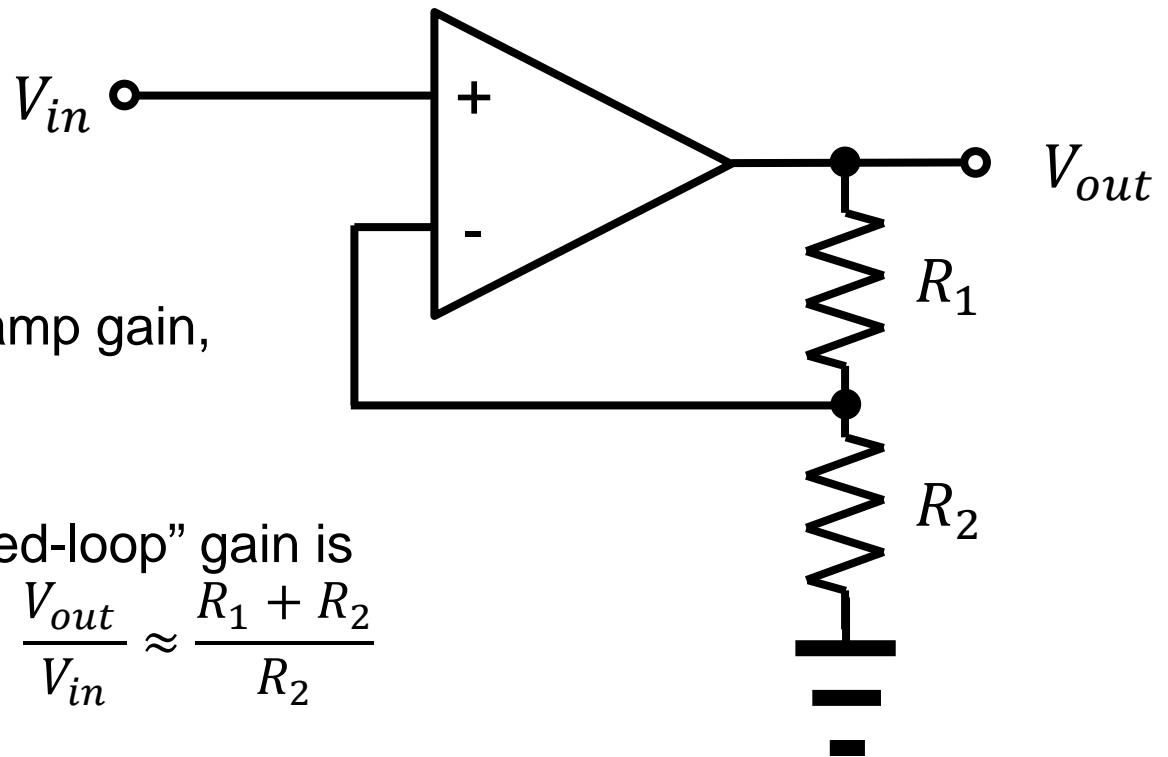 V_in
+
V_out
-
R_1
amp gain,
R_2
ed-loop” gain is
V_out / V_in ≈ (R_1 + R_2) / R_2